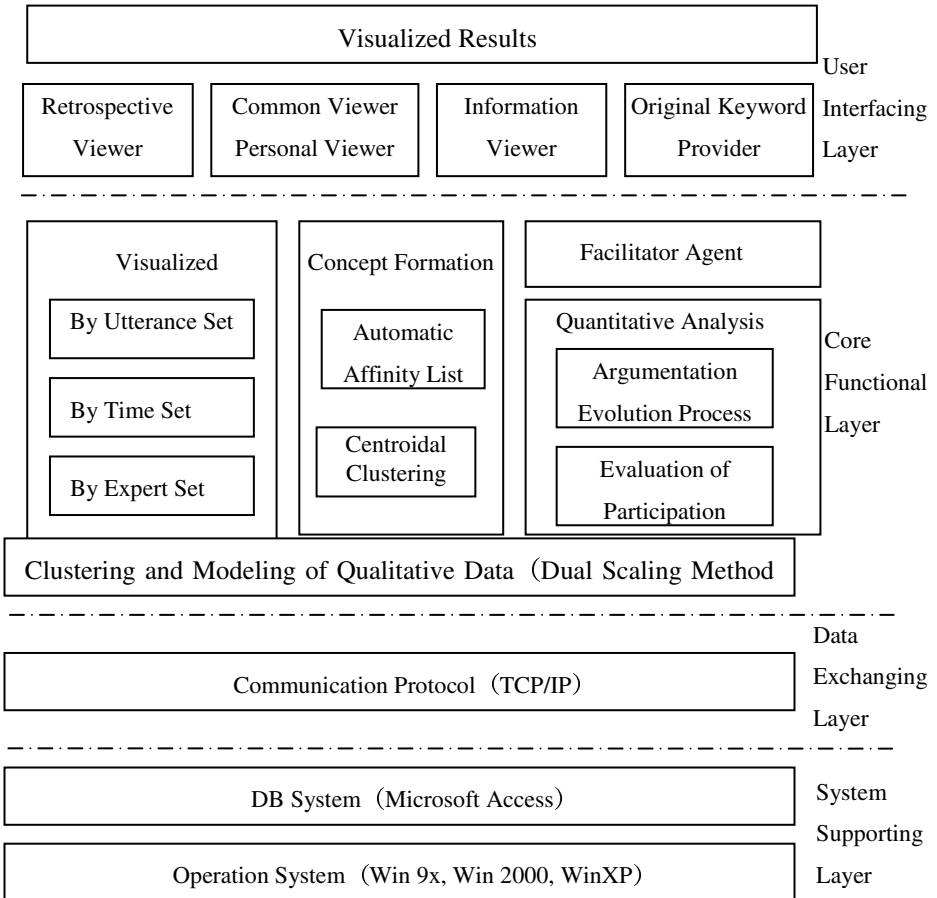 Visualized Results
User
Interfacing
Layer
Retrospective
Viewer
Common Viewer
Personal Viewer
Information
Viewer
Original Keyword
Provider
Visualized
By Utterance Set
By Time Set
By Expert Set
Concept Formation
Automatic
Affinity List
Centroidal
Clustering
Facilitator Agent
Quantitative Analysis
Argumentation
Evolution Process
Evaluation of
Participation
Core
Functional
Layer
Clustering and Modeling of Qualitative Data（Dual Scaling Method
Data
Exchanging
Layer
Communication Protocol（TCP/IP）
DB System（Microsoft Access）
System
Supporting
Layer
Operation System（Win 9x, Win 2000, WinXP）